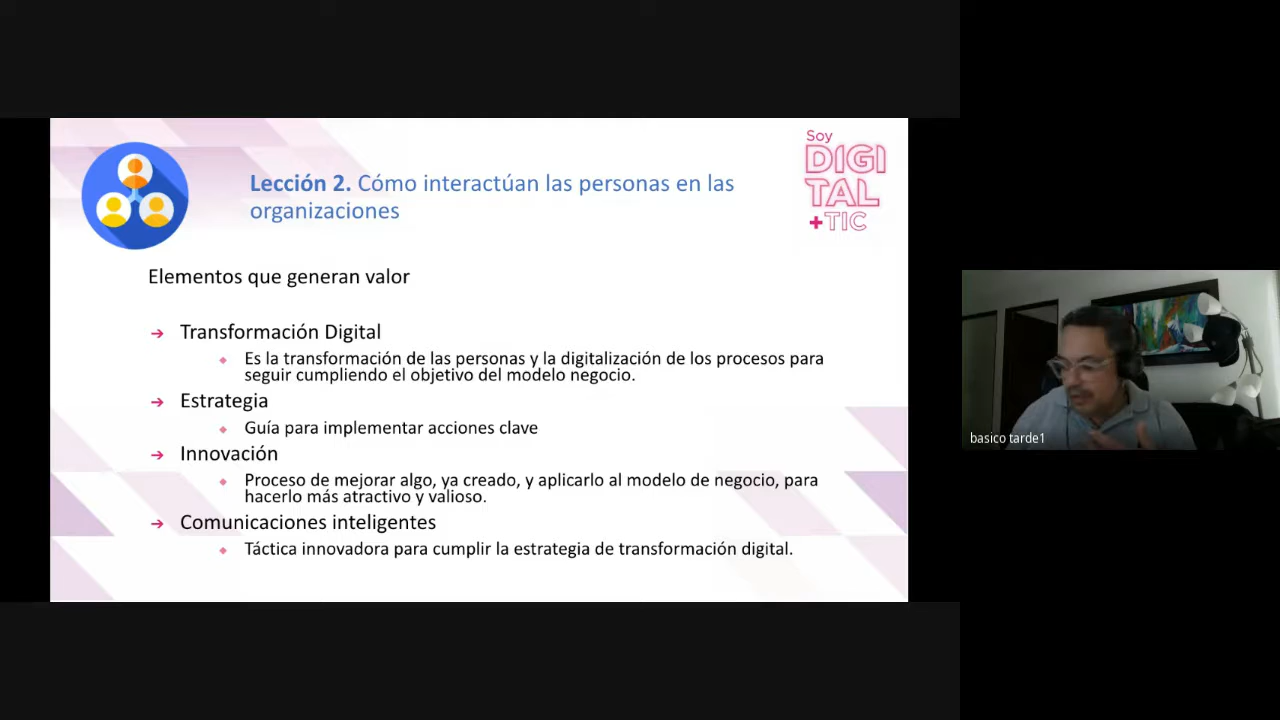 Soy
DIGI
TAL
+TIC
Lección 2. Cómo interactúan las personas en las
organizaciones
Elementos que generan valor
➔ Transformación Digital
◆ Es la transformación de las personas y la digitalización de los procesos para
seguir cumpliendo el objetivo del modelo negocio.
➔ Estrategia
◆ Guía para implementar acciones clave
➔ Innovación
◆ Proceso de mejorar algo, ya creado, y aplicarlo al modelo de negocio, para
hacerlo más atractivo y valioso.
➔ Comunicaciones inteligentes
◆ Táctica innovadora para cumplir la estrategia de transformación digital.
basico tarde1